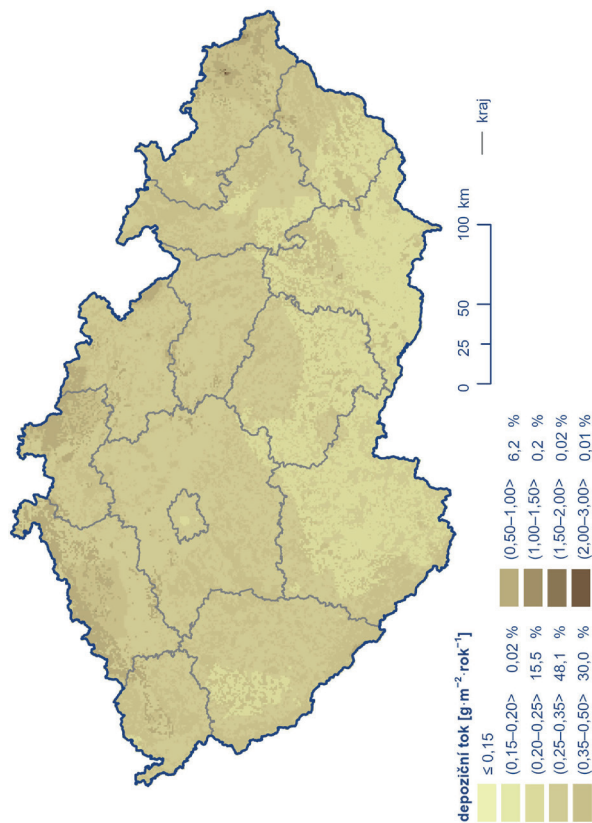 depoziční tok [g·m⁻²·rok⁻¹]
≤ 0,15
(0,15–0,20> 0,02 %
(0,20–0,25> 15,5 %
(0,25–0,35> 48,1 %
(0,35–0,50> 30,0 %
(0,50–1,00> 6,2 %
(1,00–1,50> 0,2 %
(1,50–2,00> 0,02 %
(2,00–3,00> 0,01 %
0 25 50 100 km
kraj